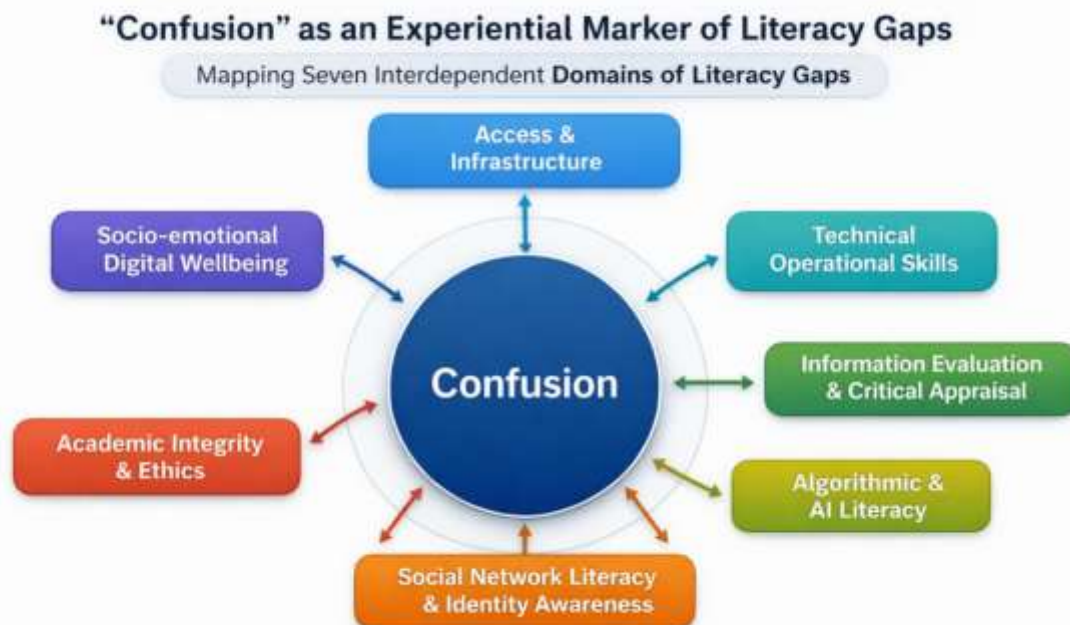 “Confusion” as an Experiential Marker of Literacy Gaps
Mapping Seven Interdependent Domains of Literacy Gaps
Access &
Infrastructure
Socio-emotional
Digital Wellbeing
Technical
Operational Skills
Confusion
Information Evaluation
& Critical Appraisal
Academic Integrity
& Ethics
Algorithmic &
AI Literacy
Social Network Literacy
& Identity Awareness